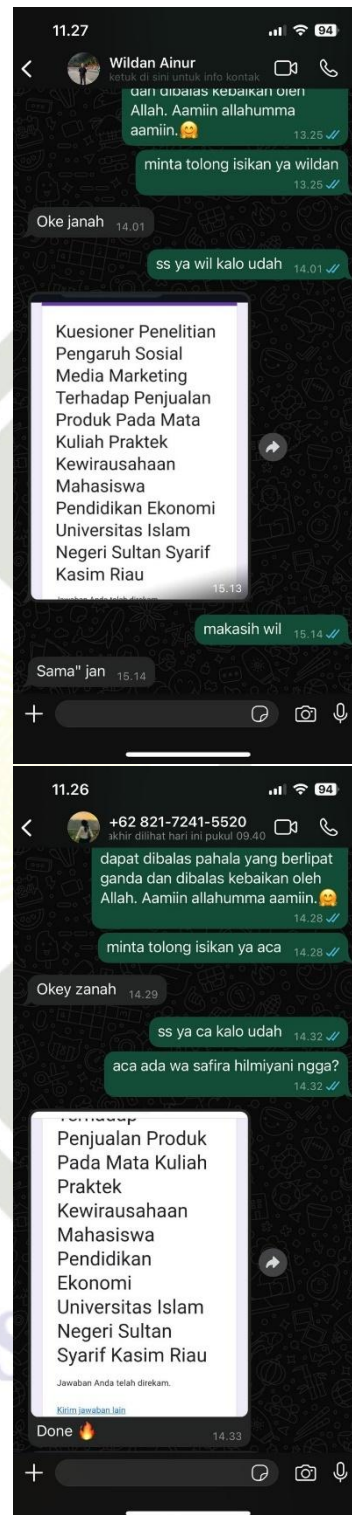 11.27
94
Wildan Ainur
ketuk di sini untuk info kontak
dan dibalas kebaikan oleh
Allah. Aamiin allahumma
aamiin.🤗
13.25
minta tolong isikan ya wildan
13.25
Oke janah 14.01
ss ya wil kalo udah 14.01
Kuesioner Penelitian
Pengaruh Sosial
Media Marketing
Terhadap Penjualan
Produk Pada Mata
Kuliah Praktek
Kewirausahaan
Mahasiswa
Pendidikan Ekonomi
Universitas Islam
Negeri Sultan Syarif
Kasim Riau
Jawaban Anda telah direkam.
15.13
makasih wil 15.14
Sama" jan 15.14
11.26
94
+62 821-7241-5520
akhir dilihat hari ini pukul 09.40
dapat dibalas pahala yang berlipat
ganda dan dibalas kebaikan oleh
Allah. Aamiin allahumma aamiin.🤗
14.28
minta tolong isikan ya aca 14.28
Okey zanah 14.29
ss ya ca kalo udah 14.32
aca ada wa safira hilmiyani ngga?
14.32
Terhadap
Penjualan Produk
Pada Mata Kuliah
Praktek
Kewirausahaan
Mahasiswa
Pendidikan
Ekonomi
Universitas Islam
Negeri Sultan
Syarif Kasim Riau
Jawaban Anda telah direkam.
Kirim jawaban lain
Done 🔥 14.33